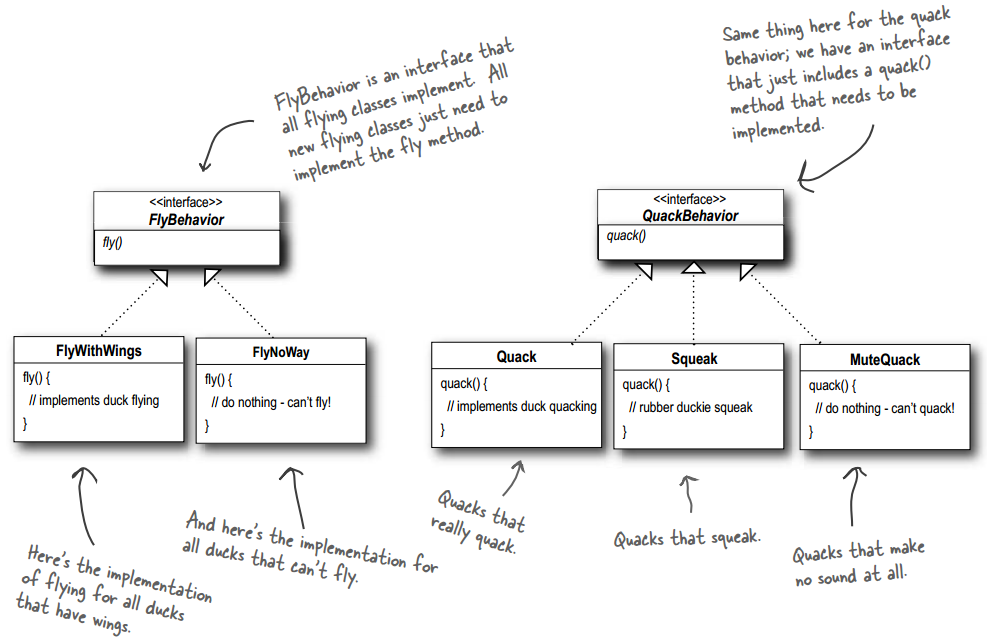 FlyBehavior is an interface that
all flying classes implement. All
new flying classes just need to
implement the fly method.
Same thing here for the quack
behavior; we have an interface
that just includes a quack()
method that needs to be
implemented.
<<interface>>
FlyBehavior
fly()
<<interface>>
QuackBehavior
quack()
FlyWithWings
fly() {
// implements duck flying
}
FlyNoWay
fly() {
// do nothing - can't fly!
}
Quack
quack() {
// implements duck quacking
}
Squeak
quack() {
// rubber duckie squeak
}
MuteQuack
quack() {
// do nothing - can't quack!
}
Here's the implementation
of flying for all ducks
that have wings.
And here's the implementation for
all ducks that can't fly.
Quacks that
really quack.
Quacks that squeak.
Quacks that make
no sound at all.